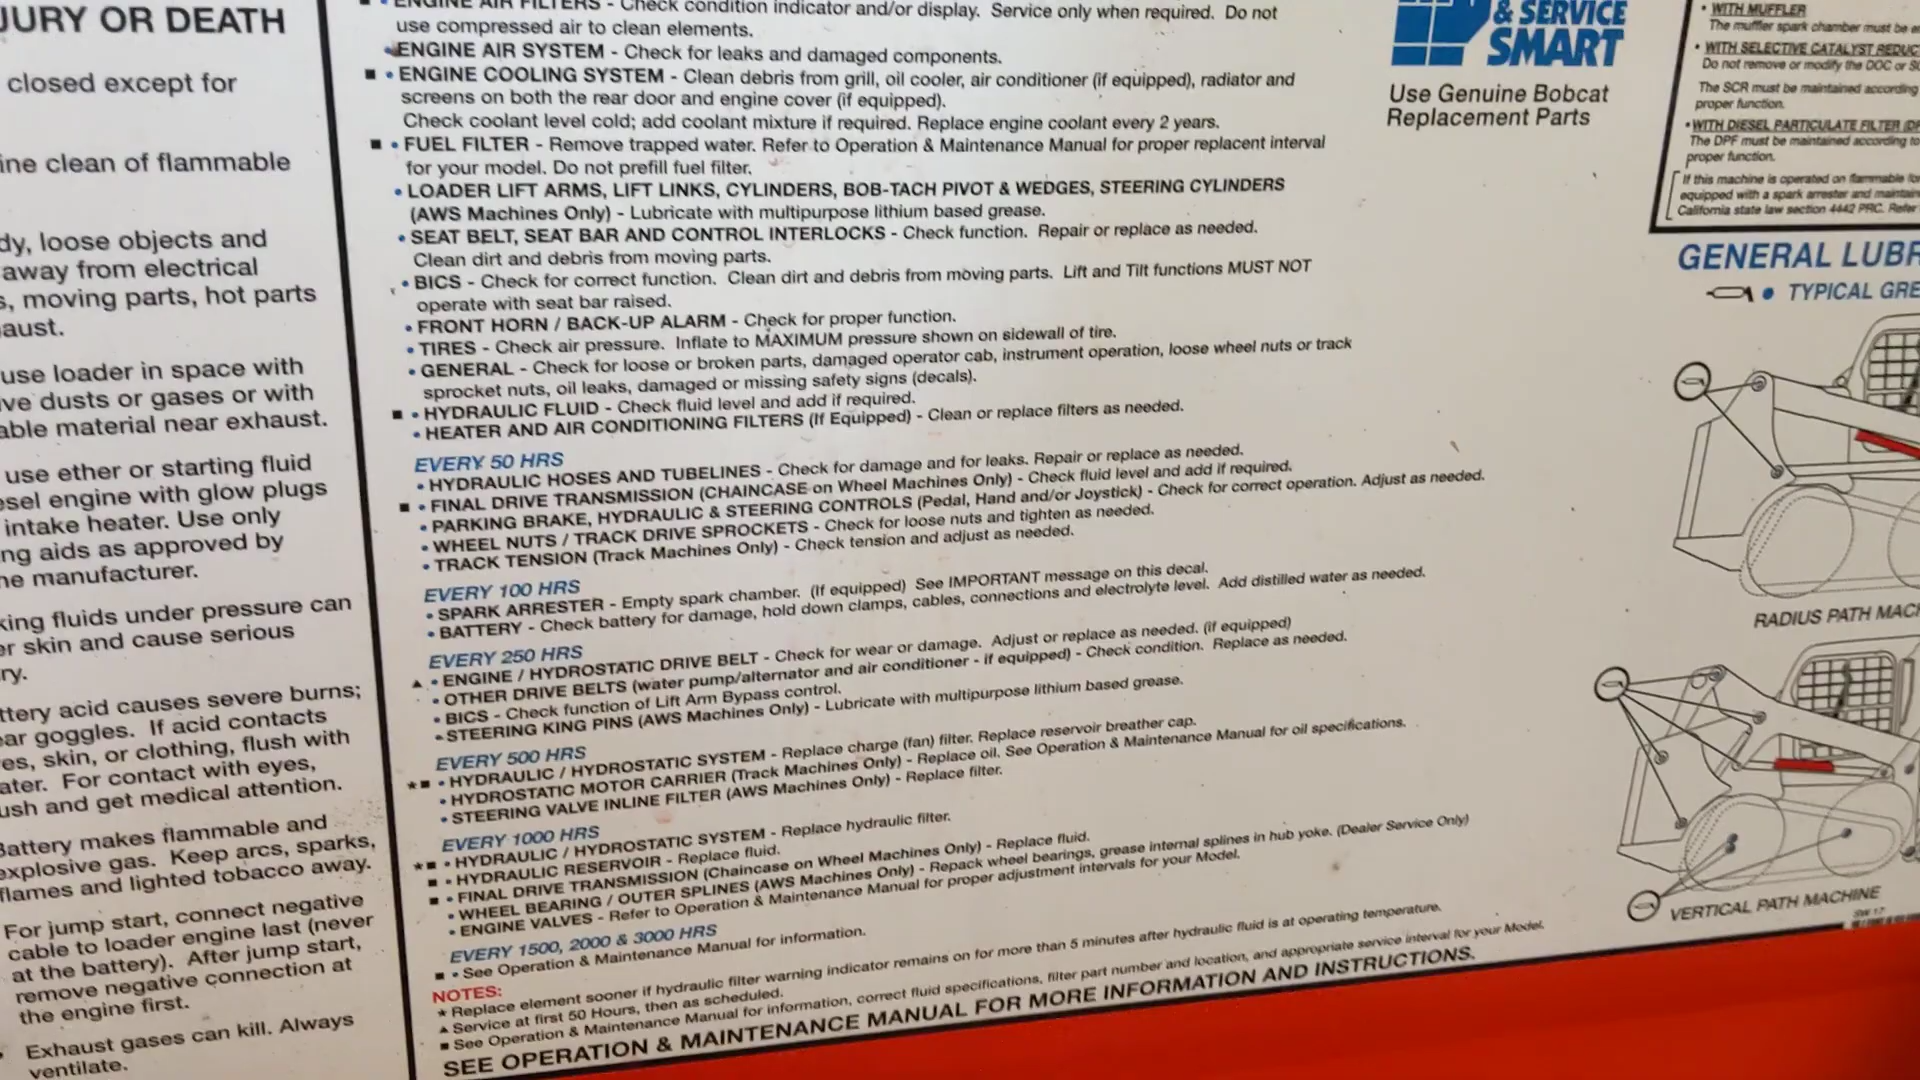 JURY OR DEATH
closed except for
ine clean of flammable
dy, loose objects and
away from electrical
s, moving parts, hot parts
aust.
use loader in space with
ive dusts or gases or with
able material near exhaust.
use ether or starting fluid
esel engine with glow plugs
intake heater. Use only
ng aids as approved by
ne manufacturer.
king fluids under pressure can
er skin and cause serious
ry.
ttery acid causes severe burns;
ear goggles. If acid contacts
es, skin, or clothing, flush with
ater. For contact with eyes,
ush and get medical attention.
Battery makes flammable and
explosive gas. Keep arcs, sparks,
flames and lighted tobacco away.
For jump start, connect negative
cable to loader engine last (never
at the battery). After jump start,
remove negative connection at
the engine first.
Exhaust gases can kill. Always
ventilate.
■ • ENGINE AIR FILTERS - Check condition indicator and/or display. Service only when required. Do not
use compressed air to clean elements.
• ENGINE AIR SYSTEM - Check for leaks and damaged components.
■ • ENGINE COOLING SYSTEM - Clean debris from grill, oil cooler, air conditioner (if equipped), radiator and
screens on both the rear door and engine cover (if equipped).
Check coolant level cold; add coolant mixture if required. Replace engine coolant every 2 years.
■ • FUEL FILTER - Remove trapped water. Refer to Operation & Maintenance Manual for proper replacent interval
for your model. Do not prefill fuel filter.
• LOADER LIFT ARMS, LIFT LINKS, CYLINDERS, BOB-TACH PIVOT & WEDGES, STEERING CYLINDERS
(AWS Machines Only) - Lubricate with multipurpose lithium based grease.
• SEAT BELT, SEAT BAR AND CONTROL INTERLOCKS - Check function. Repair or replace as needed.
Clean dirt and debris from moving parts.
• BICS - Check for correct function. Clean dirt and debris from moving parts. Lift and Tilt functions MUST NOT
operate with seat bar raised.
• FRONT HORN / BACK-UP ALARM - Check for proper function.
• TIRES - Check air pressure. Inflate to MAXIMUM pressure shown on sidewall of tire.
• GENERAL - Check for loose or broken parts, damaged operator cab, instrument operation, loose wheel nuts or track
sprocket nuts, oil leaks, damaged or missing safety signs (decals).
■ • HYDRAULIC FLUID - Check fluid level and add if required.
• HEATER AND AIR CONDITIONING FILTERS (If Equipped) - Clean or replace filters as needed.
EVERY 50 HRS
• HYDRAULIC HOSES AND TUBELINES - Check for damage and for leaks. Repair or replace as needed.
■ • FINAL DRIVE TRANSMISSION (CHAINCASE on Wheel Machines Only) - Check fluid level and add if required.
• PARKING BRAKE, HYDRAULIC & STEERING CONTROLS (Pedal, Hand and/or Joystick) - Check for correct operation. Adjust as needed.
• WHEEL NUTS / TRACK DRIVE SPROCKETS - Check for loose nuts and tighten as needed.
• TRACK TENSION (Track Machines Only) - Check tension and adjust as needed.
EVERY 100 HRS
• SPARK ARRESTER - Empty spark chamber. (If equipped) See IMPORTANT message on this decal.
• BATTERY - Check battery for damage, hold down clamps, cables, connections and electrolyte level. Add distilled water as needed.
EVERY 250 HRS
▲ • ENGINE / HYDROSTATIC DRIVE BELT - Check for wear or damage. Adjust or replace as needed. (if equipped)
• OTHER DRIVE BELTS (water pump/alternator and air conditioner - if equipped) - Check condition. Replace as needed.
• BICS - Check function of Lift Arm Bypass control.
• STEERING KING PINS (AWS Machines Only) - Lubricate with multipurpose lithium based grease.
EVERY 500 HRS
★■ • HYDRAULIC / HYDROSTATIC SYSTEM - Replace charge (fan) filter. Replace reservoir breather cap.
• HYDROSTATIC MOTOR CARRIER (Track Machines Only) - Replace oil. See Operation & Maintenance Manual for oil specifications.
• STEERING VALVE INLINE FILTER (AWS Machines Only) - Replace filter.
EVERY 1000 HRS
★■ • HYDRAULIC / HYDROSTATIC SYSTEM - Replace hydraulic filter.
■ • HYDRAULIC RESERVOIR - Replace fluid.
■ • FINAL DRIVE TRANSMISSION (Chaincase on Wheel Machines Only) - Replace fluid.
• WHEEL BEARING / OUTER SPLINES (AWS Machines Only) - Repack wheel bearings, grease internal splines in hub yoke. (Dealer Service Only)
• ENGINE VALVES - Refer to Operation & Maintenance Manual for proper adjustment intervals for your Model.
EVERY 1500, 2000 & 3000 HRS
■ • See Operation & Maintenance Manual for information.
NOTES:
★ Replace element sooner if hydraulic filter warning indicator remains on for more than 5 minutes after hydraulic fluid is at operating temperature.
▲ Service at first 50 Hours, then as scheduled.
■ See Operation & Maintenance Manual for information, correct fluid specifications, filter part number and location, and appropriate service interval for your Model.
SEE OPERATION & MAINTENANCE MANUAL FOR MORE INFORMATION AND INSTRUCTIONS.
& SERVICE
SMART
Use Genuine Bobcat
Replacement Parts
• WITH MUFFLER
The muffler spark chamber must be e
• WITH SELECTIVE CATALYST REDUC
Do not remove or modify the DOC or S
The SCR must be maintained according
proper function.
• WITH DIESEL PARTICULATE FILTER (DP
The DPF must be maintained according to
proper function.
If this machine is operated on flammable for
equipped with a spark arrester and maintain
California state law section 4442 PRC. Refer
GENERAL LUBR
• TYPICAL GRE
RADIUS PATH MACH
VERTICAL PATH MACHINE
SW 17